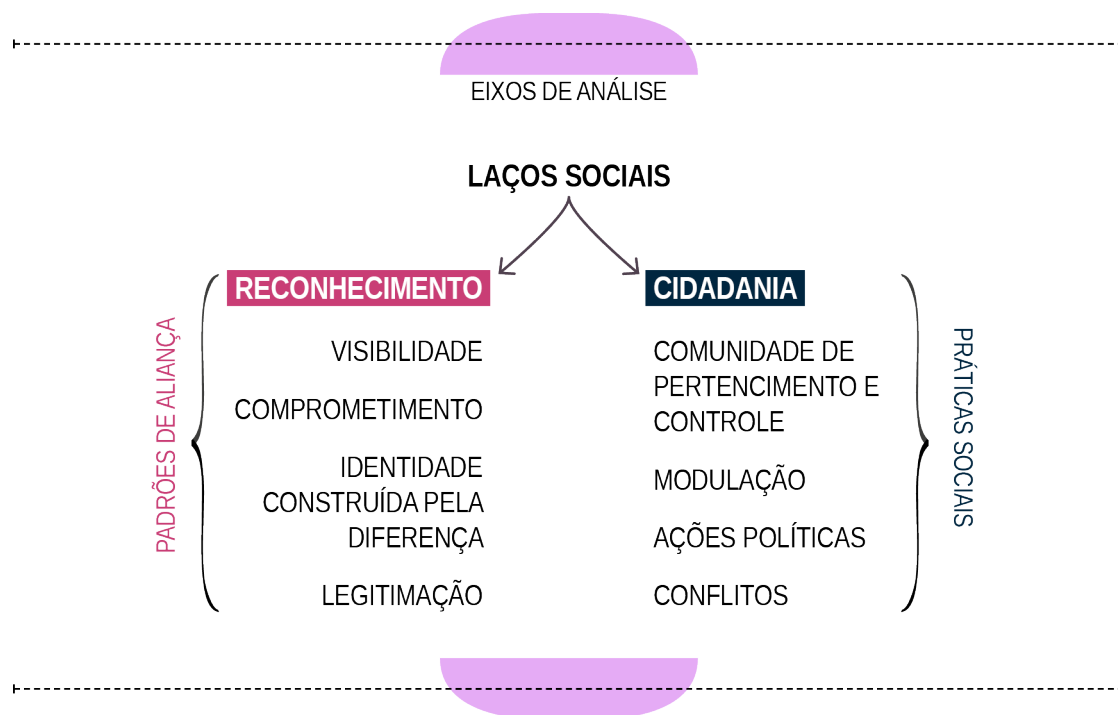 EIXOS DE ANÁLISE
LAÇOS SOCIAIS
PADRÕES DE ALIANÇA
RECONHECIMENTO
VISIBILIDADE
COMPROMETIMENTO
IDENTIDADE
CONSTRUÍDA PELA
DIFERENÇA
LEGITIMAÇÃO
CIDADANIA
COMUNIDADE DE
PERTENCIMENTO E
CONTROLE
MODULAÇÃO
AÇÕES POLÍTICAS
CONFLITOS
PRÁTICAS SOCIAIS